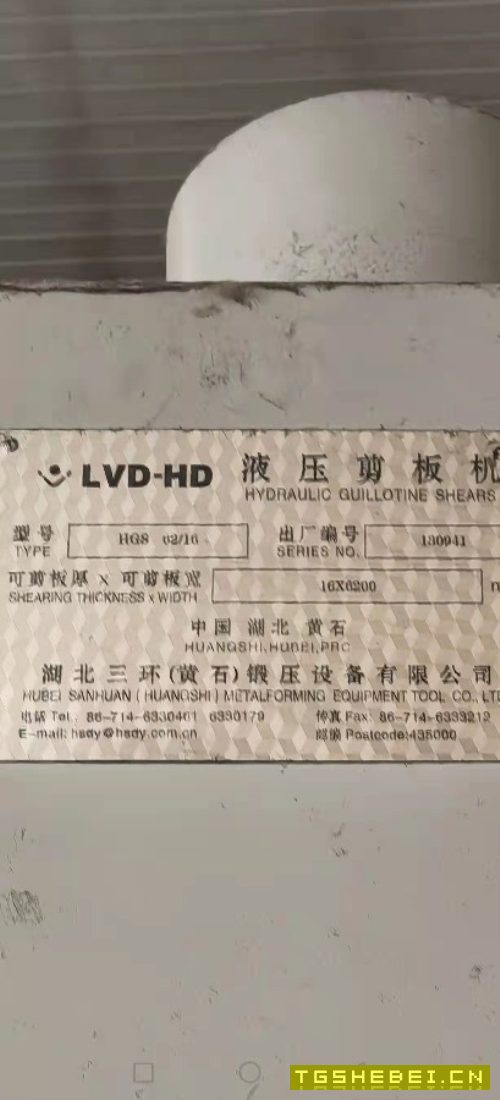 LVD-HD 液压剪板机
HYDRAULIC GUILLOTINE SHEARS
型号 HGS 62/16 出厂编号 130941
TYPE SERIES NO.
可剪板厚 x 可剪板宽 16X6200
SHEARING THICKNESS x WIDTH
中国 湖北 黄石
HUANGSHI,HUBEI,PRC
湖北三环(黄石)锻压设备有限公司
HUBEI SANHUAN (HUANGSHI) METALFORMING EQUIPMENT TOOL CO., LTD
电话 Tel.: 86-714-6330461 6330179 传真 Fax: 86-714-6333212
E-mail: hsdy@hsdy.com.cn 邮编 Postcode:435000
TGSHEBEI.CN